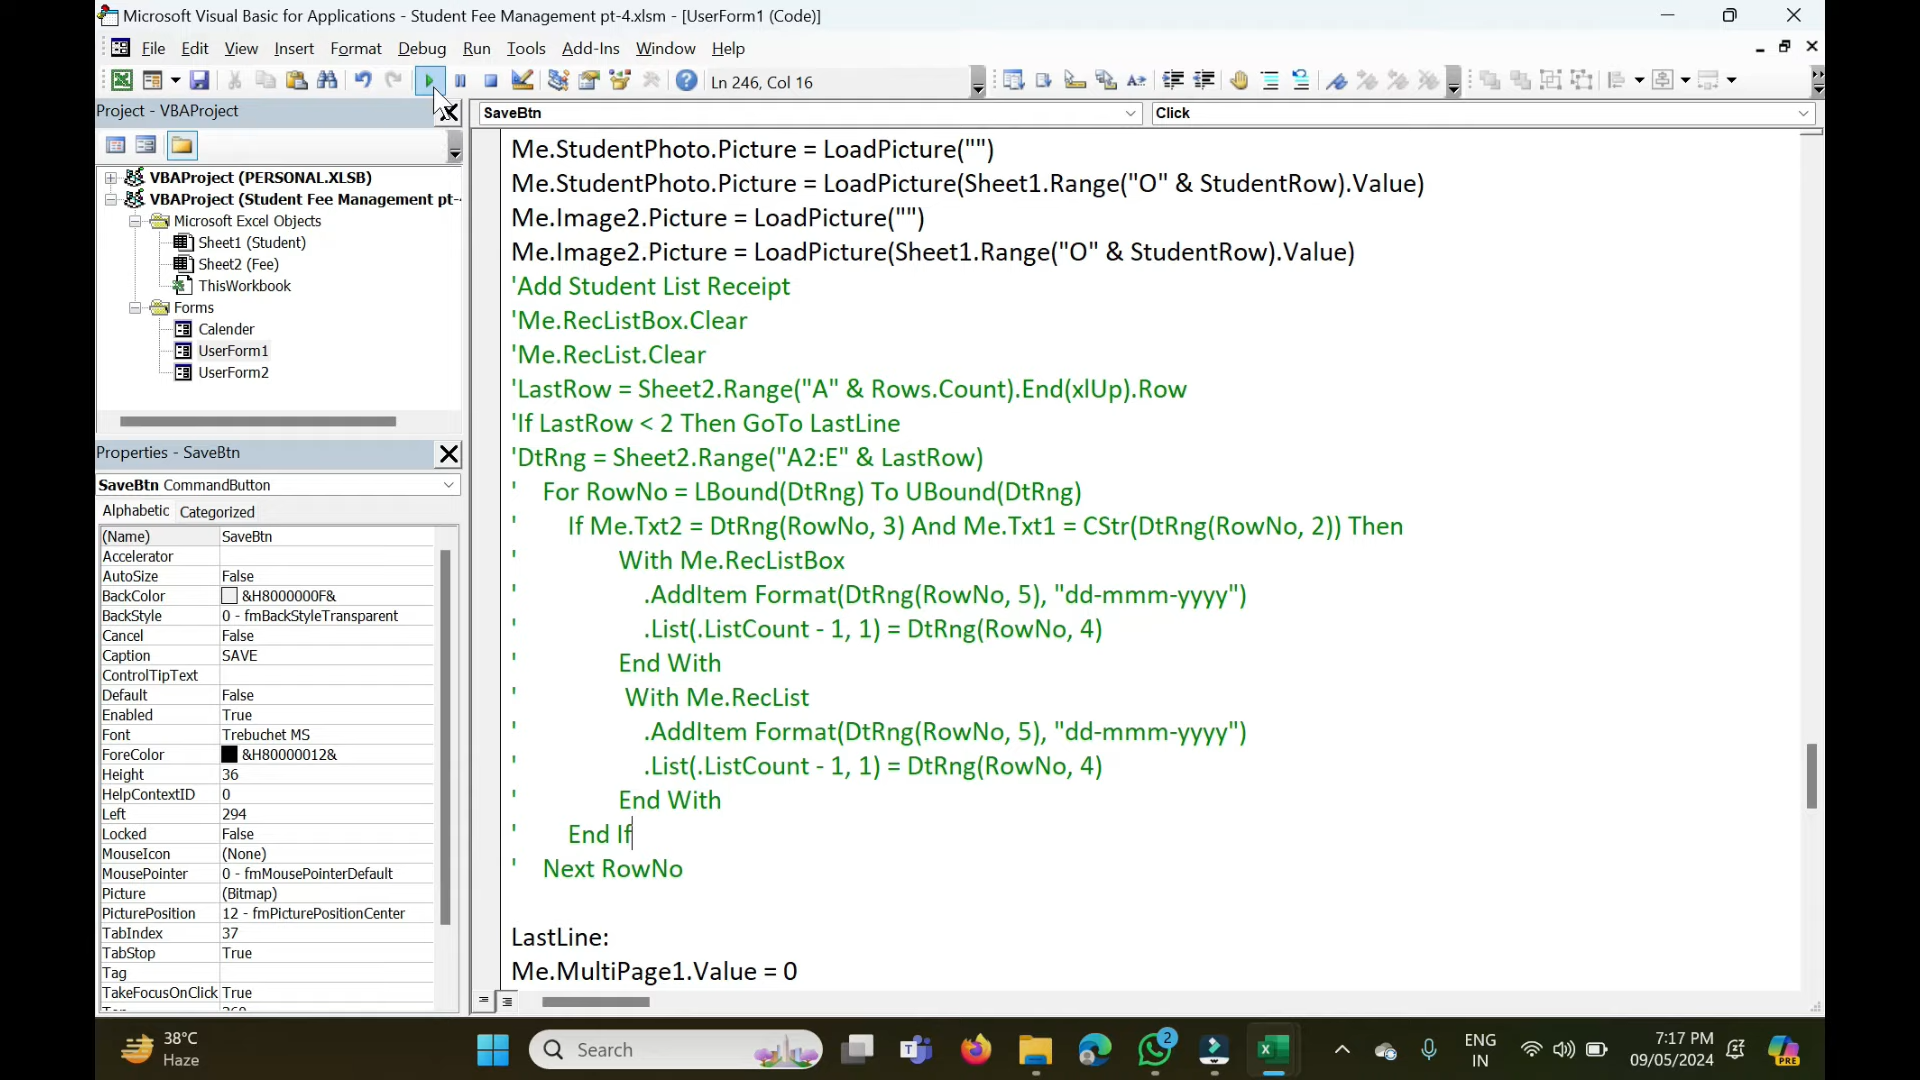 Microsoft Visual Basic for Applications - Student Fee Management pt-4.xlsm - [UserForm1 (Code)]
File Edit View Insert Format Debug Run Tools Add-Ins Window Help
Ln 246, Col 16
Project - VBAProject
VBAProject (PERSONAL.XLSB)
VBAProject (Student Fee Management pt-
Microsoft Excel Objects
Sheet1 (Student)
Sheet2 (Fee)
ThisWorkbook
Forms
Calender
UserForm1
UserForm2
Properties - SaveBtn
SaveBtn CommandButton
Alphabetic Categorized
(Name) SaveBtn
Accelerator
AutoSize False
BackColor &H8000000F&
BackStyle 0 - fmBackStyleTransparent
Cancel False
Caption SAVE
ControlTipText
Default False
Enabled True
Font Trebuchet MS
ForeColor &H80000012&
Height 36
HelpContextID 0
Left 294
Locked False
MouseIcon (None)
MousePointer 0 - fmMousePointerDefault
Picture (Bitmap)
PicturePosition 12 - fmPicturePositionCenter
TabIndex 37
TabStop True
Tag
TakeFocusOnClick True
SaveBtn Click
Me.StudentPhoto.Picture = LoadPicture("")
Me.StudentPhoto.Picture = LoadPicture(Sheet1.Range("O" & StudentRow).Value)
Me.Image2.Picture = LoadPicture("")
Me.Image2.Picture = LoadPicture(Sheet1.Range("O" & StudentRow).Value)
'Add Student List Receipt
'Me.RecListBox.Clear
'Me.RecList.Clear
'LastRow = Sheet2.Range("A" & Rows.Count).End(xlUp).Row
'If LastRow < 2 Then GoTo LastLine
'DtRng = Sheet2.Range("A2:E" & LastRow)
' For RowNo = LBound(DtRng) To UBound(DtRng)
' If Me.Txt2 = DtRng(RowNo, 3) And Me.Txt1 = CStr(DtRng(RowNo, 2)) Then
' With Me.RecListBox
' .AddItem Format(DtRng(RowNo, 5), "dd-mmm-yyyy")
' .List(.ListCount - 1, 1) = DtRng(RowNo, 4)
' End With
' With Me.RecList
' .AddItem Format(DtRng(RowNo, 5), "dd-mmm-yyyy")
' .List(.ListCount - 1, 1) = DtRng(RowNo, 4)
' End With
' End If
' Next RowNo
LastLine:
Me.MultiPage1.Value = 0
38°C
Haze
Search
2
ENG
IN
7:17 PM
09/05/2024
PRE